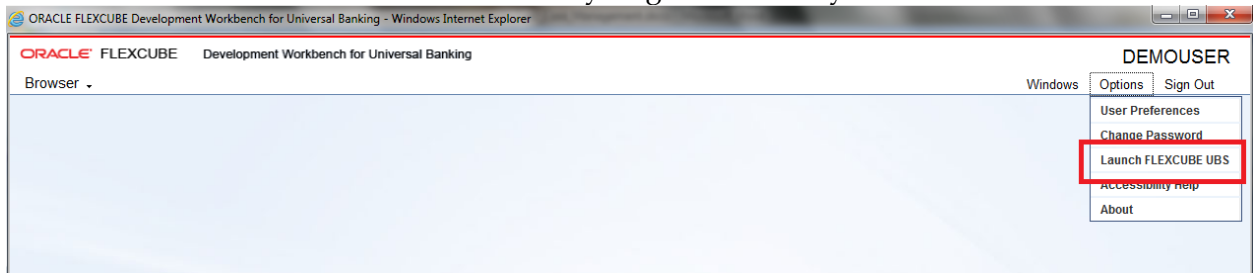 ORACLE FLEXCUBE Development Workbench for Universal Banking - Windows Internet Explorer
ORACLE FLEXCUBE Development Workbench for Universal Banking DEMOUSER
Browser Windows Options Sign Out
User Preferences
Change Password
Launch FLEXCUBE UBS
Accessibility Help
About